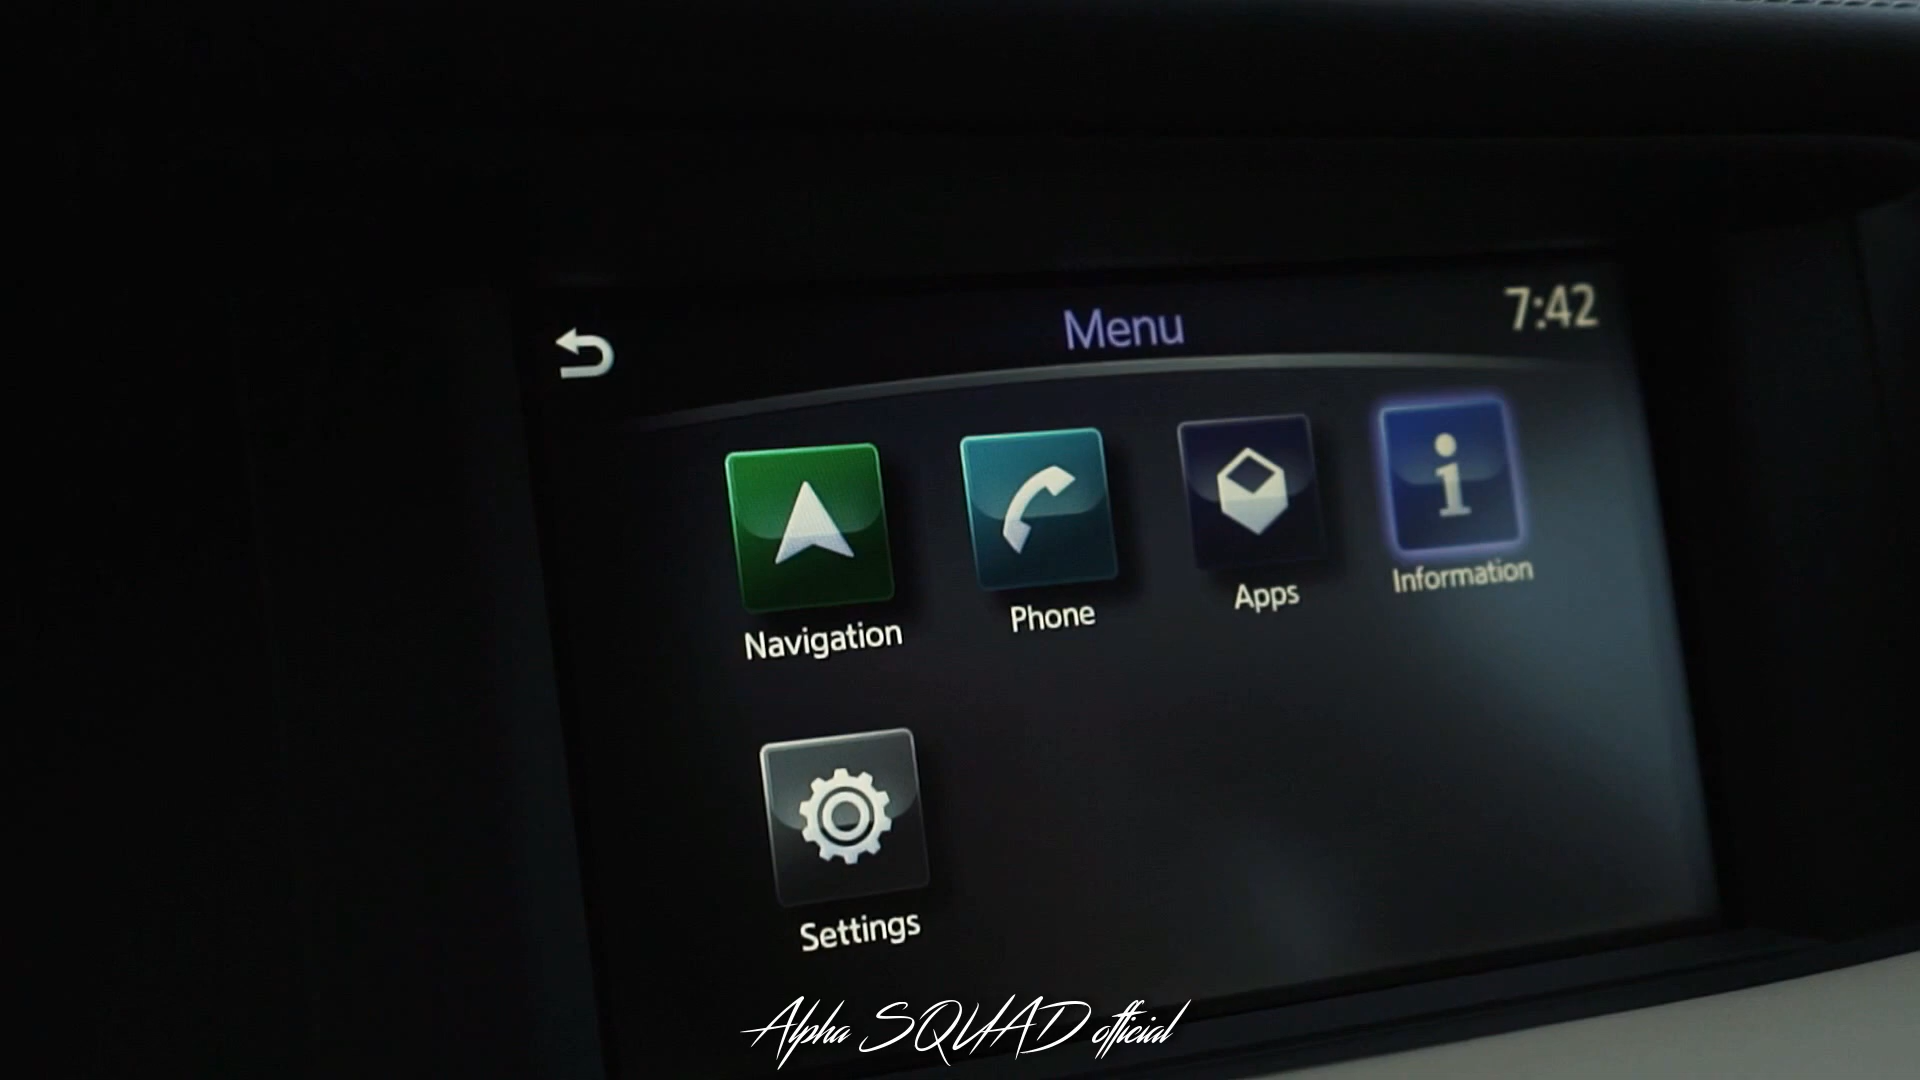 Menu
7:42
Navigation
Phone
Apps
Information
Settings
Alpha SQUAD official